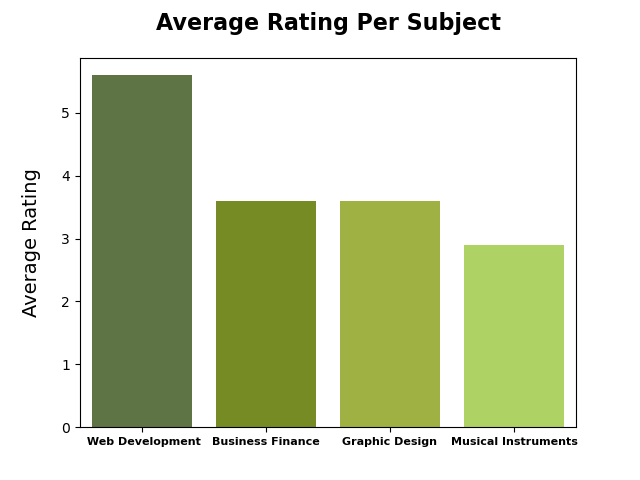 Average Rating Per Subject
Average Rating
5
4
3
2
1
0
Web Development Business Finance Graphic Design Musical Instruments